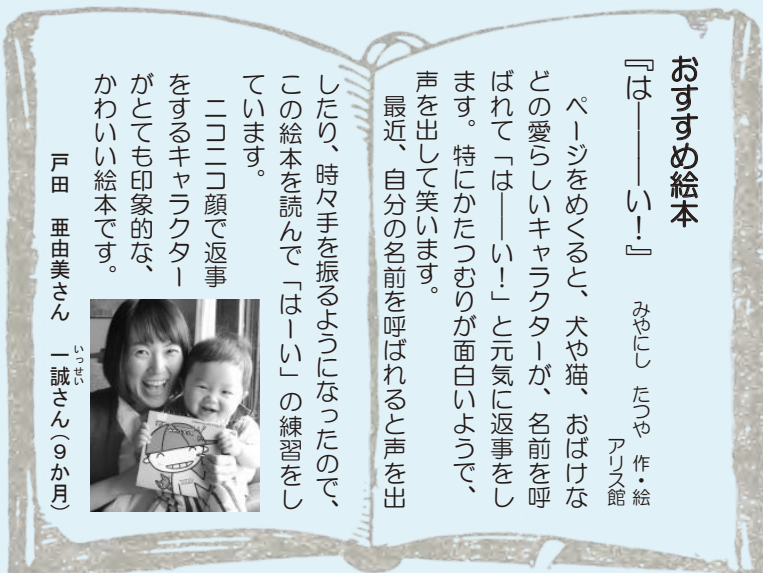 おすすめ絵本
『は―――い！』
みやにし　たつや　作・絵
アリス館
ページをめくると、犬や猫、おばけな
どの愛らしいキャラクターが、名前を呼
ばれて「は――い！」と元気に返事をし
ます。特にかたつむりが面白いようで、
声を出して笑います。
最近、自分の名前を呼ばれると声を出
したり、時々手を振るようになったので、
この絵本を読んで「はーい」の練習をし
ています。
ニコニコ顔で返事
をするキャラクター
がとても印象的な、
かわいい絵本です。
戸田　亜由美さん　一誠さん（９か月）
いっせい